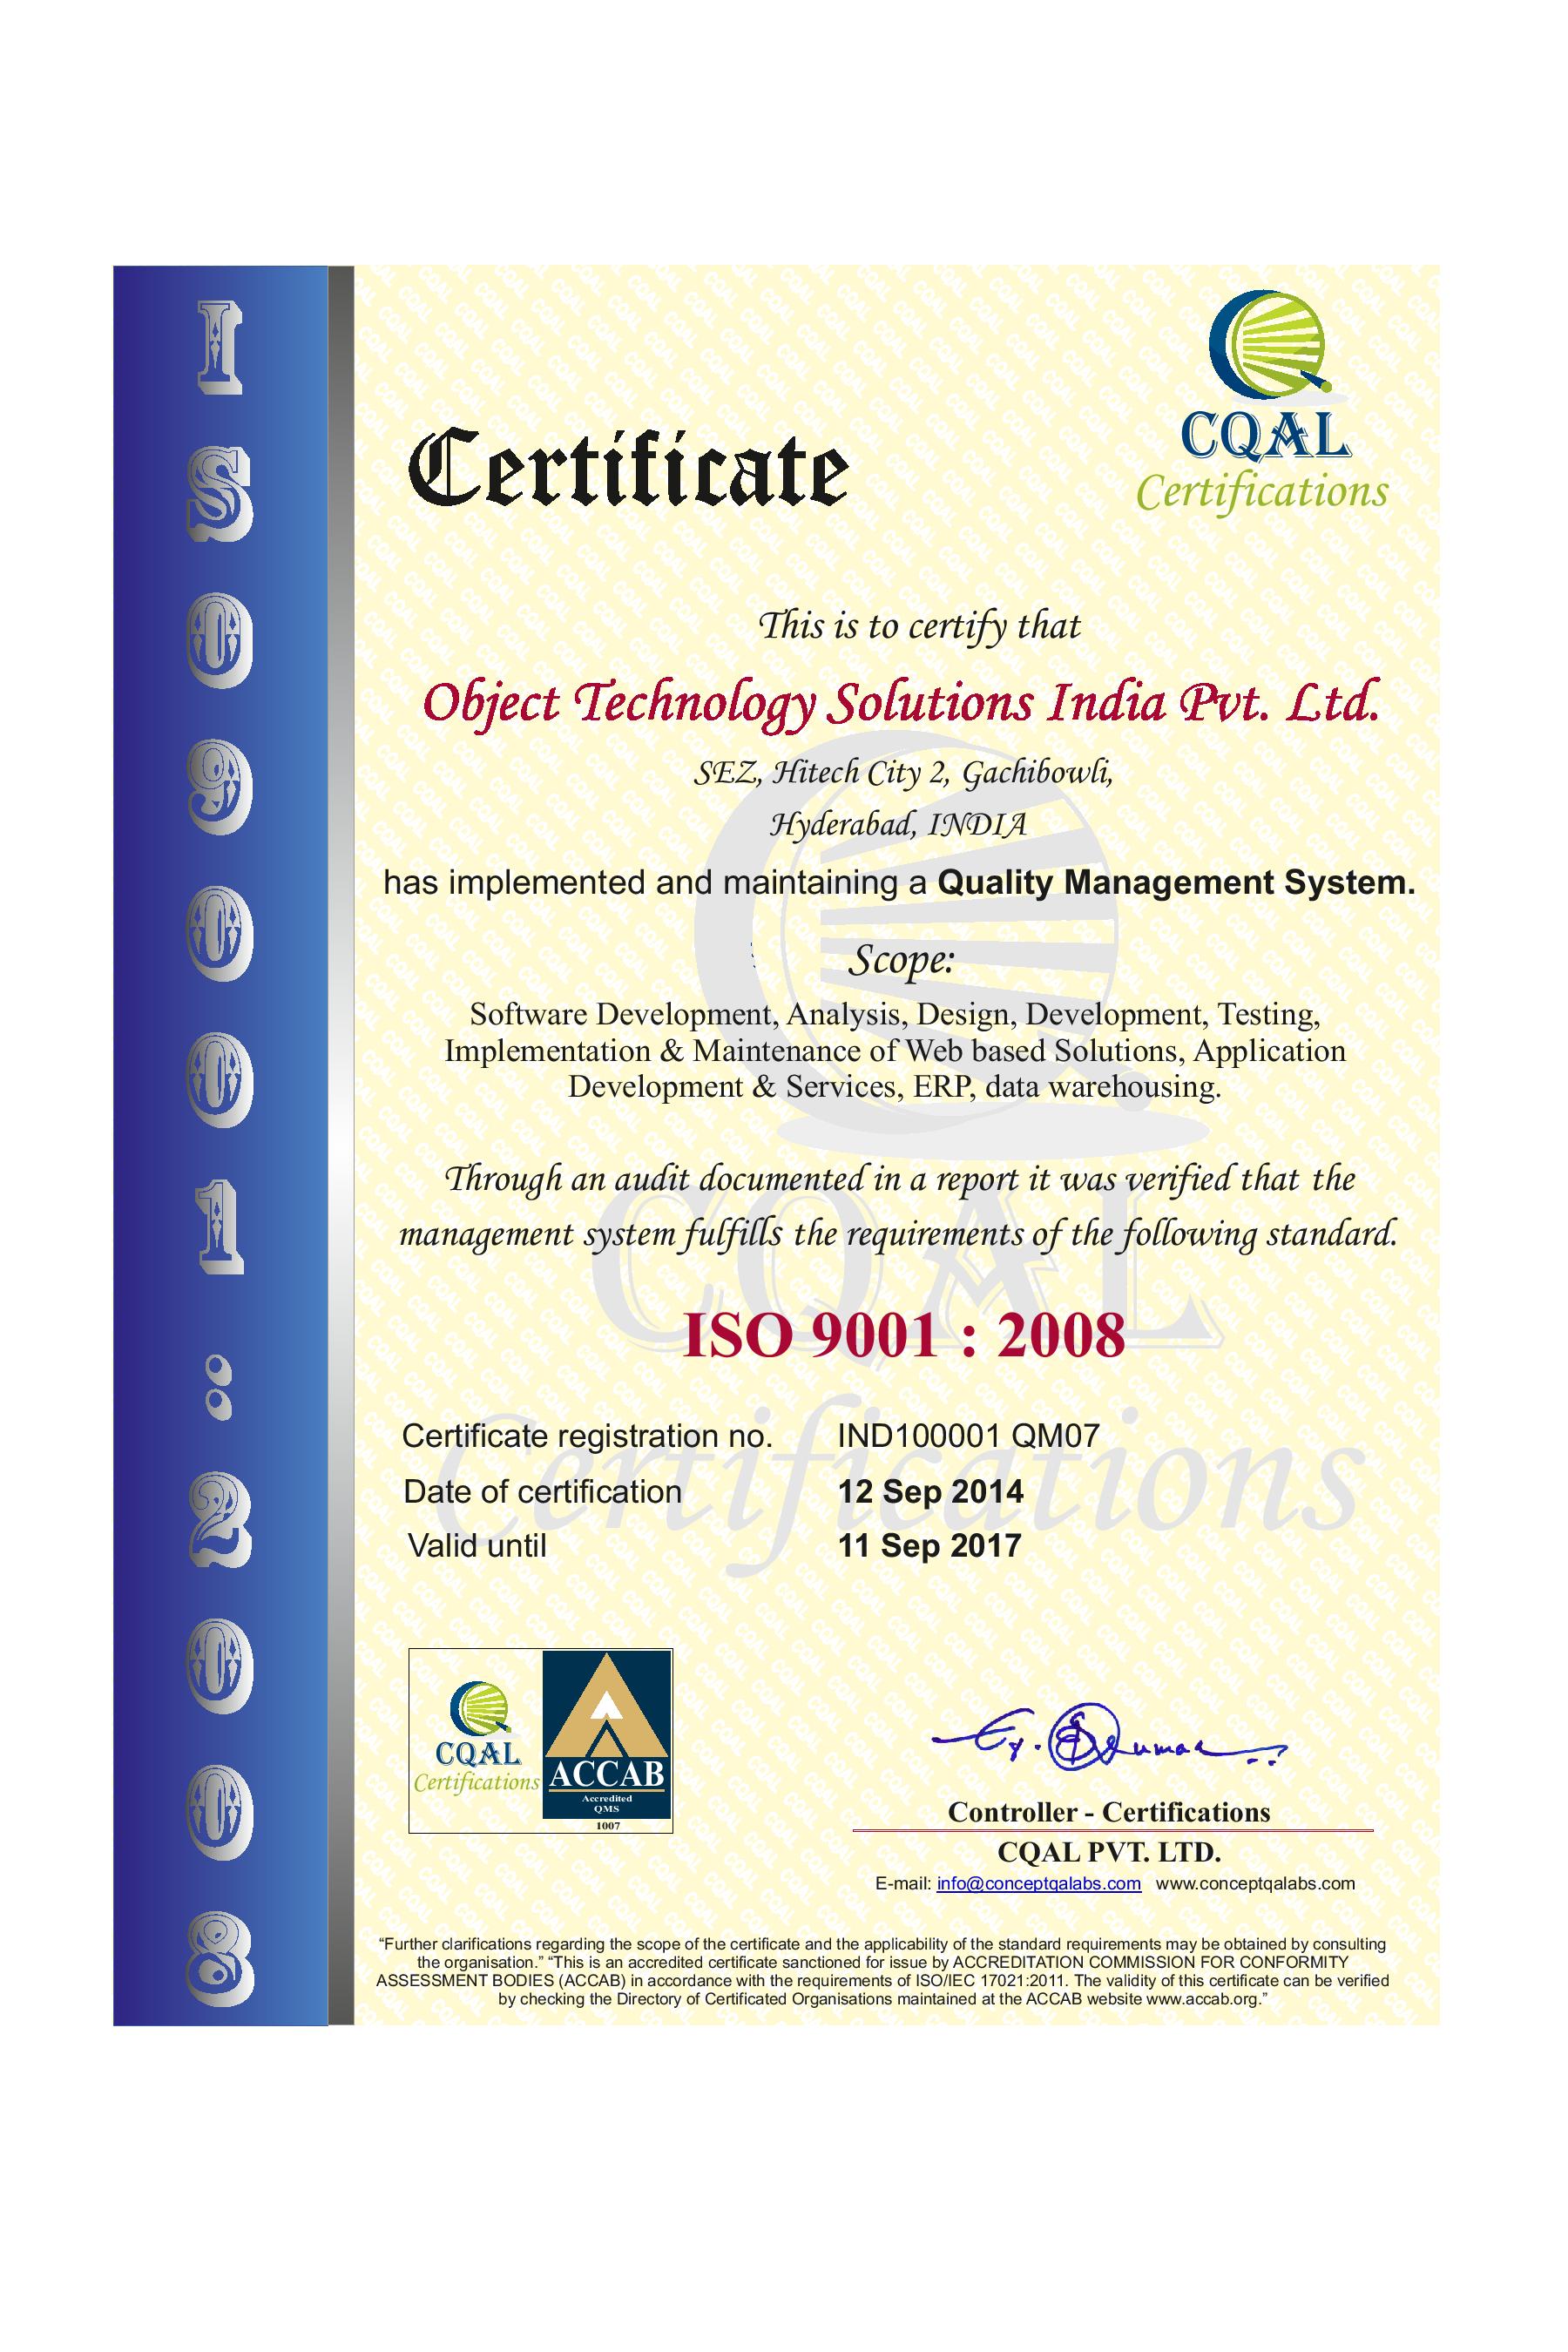 ISO 9001:2008
CQAL
Certifications
Certificate
This is to certify that
Object Technology Solutions India Pvt. Ltd.
SEZ, Hitech City 2, Gachibowli,
Hyderabad, INDIA
has implemented and maintaining a Quality Management System.
Scope:
Software Development, Analysis, Design, Development, Testing,
Implementation & Maintenance of Web based Solutions, Application
Development & Services, ERP, data warehousing.
Through an audit documented in a report it was verified that the
management system fulfills the requirements of the following standard.
CQAL
ISO 9001 : 2008
Certifications
Certificate registration no. IND100001 QM07
Date of certification 12 Sep 2014
Valid until 11 Sep 2017
CQAL
Certifications
ACCAB
Accredited
QMS
1007
Controller - Certifications
CQAL PVT. LTD.
E-mail: info@conceptqalabs.com www.conceptqalabs.com
“Further clarifications regarding the scope of the certificate and the applicability of the standard requirements may be obtained by consulting
the organisation.” “This is an accredited certificate sanctioned for issue by ACCREDITATION COMMISSION FOR CONFORMITY
ASSESSMENT BODIES (ACCAB) in accordance with the requirements of ISO/IEC 17021:2011. The validity of this certificate can be verified
by checking the Directory of Certificated Organisations maintained at the ACCAB website www.accab.org.”